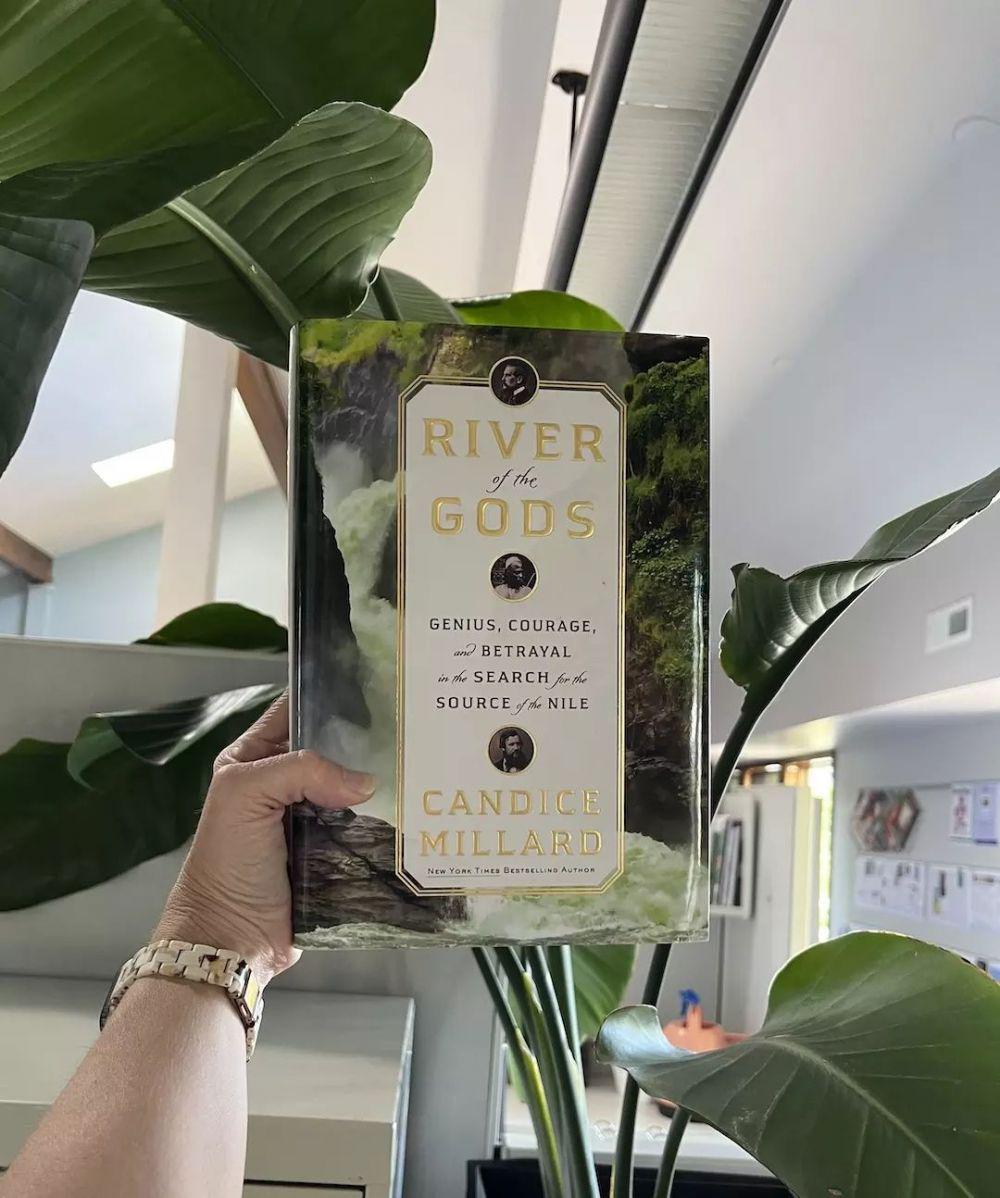 RIVER
of the
GODS
GENIUS, COURAGE,
and BETRAYAL
in the SEARCH for the
SOURCE of the NILE
CANDICE
MILLARD
NEW YORK TIMES BESTSELLING AUTHOR